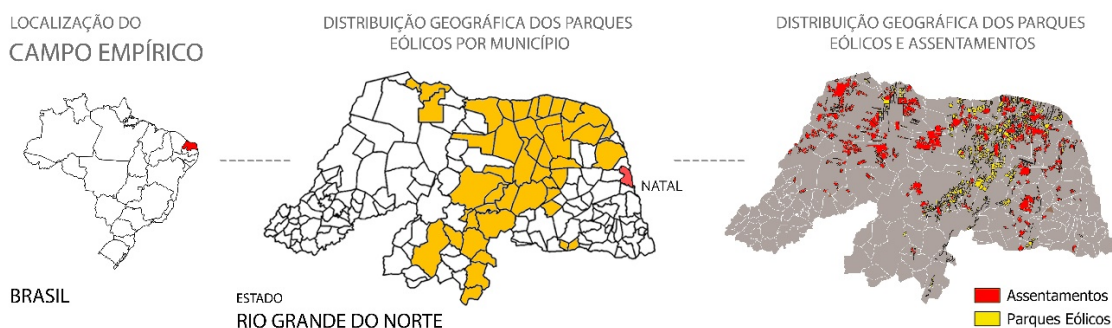 LOCALIZAÇÃO DO
CAMPO EMPÍRICO
BRASIL
DISTRIBUIÇÃO GEOGRÁFICA DOS PARQUES
EÓLICOS POR MUNICÍPIO
NATAL
ESTADO
RIO GRANDE DO NORTE
DISTRIBUIÇÃO GEOGRÁFICA DOS PARQUES
EÓLICOS E ASSENTAMENTOS
Assentamentos
Parques Eólicos